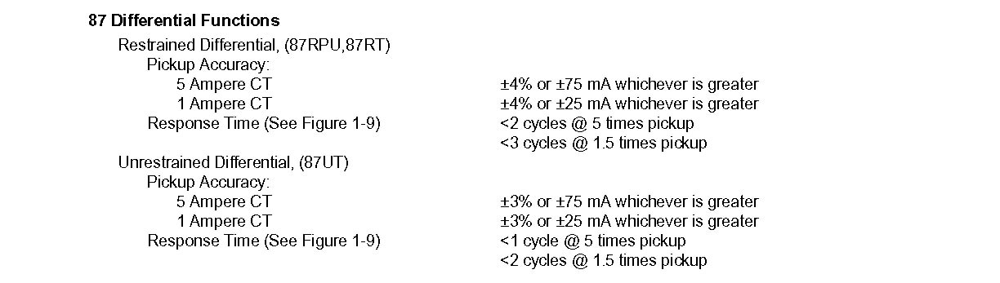 87 Differential Functions
Restrained Differential, (87RPU,87RT)
Pickup Accuracy:
5 Ampere CT ±4% or ±75 mA whichever is greater
1 Ampere CT ±4% or ±25 mA whichever is greater
Response Time (See Figure 1-9) <2 cycles @ 5 times pickup
<3 cycles @ 1.5 times pickup
Unrestrained Differential, (87UT)
Pickup Accuracy:
5 Ampere CT ±3% or ±75 mA whichever is greater
1 Ampere CT ±3% or ±25 mA whichever is greater
Response Time (See Figure 1-9) <1 cycle @ 5 times pickup
<2 cycles @ 1.5 times pickup